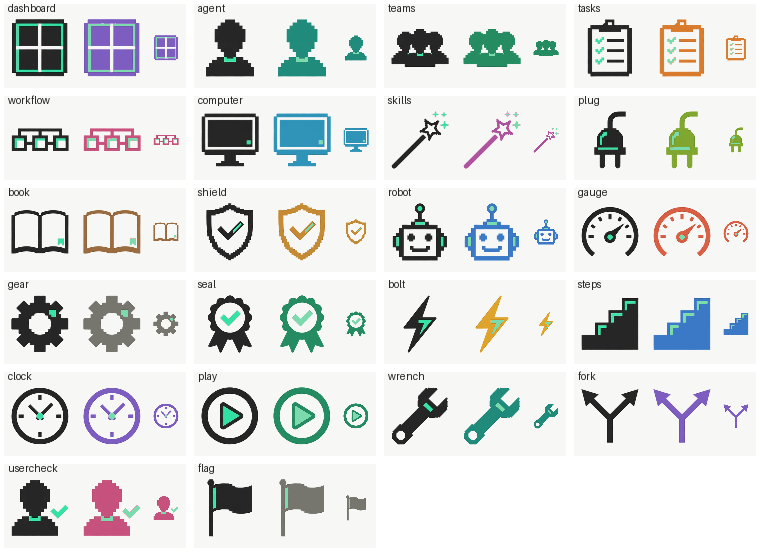 dashboard
agent
teams
tasks
workflow
computer
skills
plug
book
shield
robot
gauge
gear
seal
bolt
steps
clock
play
wrench
fork
usercheck
flag